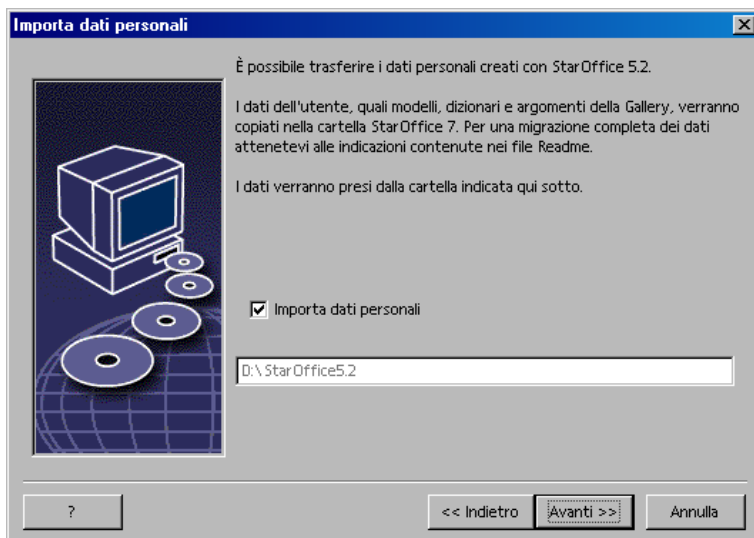 Importa dati personali
È possibile trasferire i dati personali creati con StarOffice 5.2.
I dati dell'utente, quali modelli, dizionari e argomenti della Gallery, verranno
copiati nella cartella StarOffice 7. Per una migrazione completa dei dati
attenetevi alle indicazioni contenute nei file Readme.
I dati verranno presi dalla cartella indicata qui sotto.
Importa dati personali
D:\StarOffice5.2
?
<< Indietro
Avanti >>
Annulla